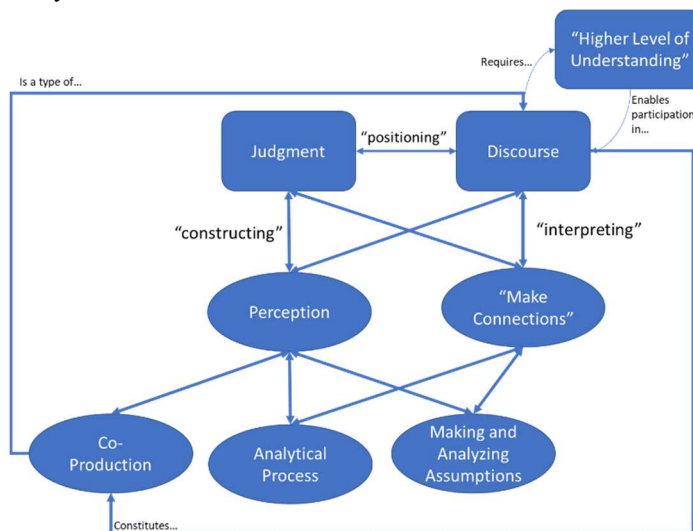 “Higher Level of
Understanding”
Requires...
Is a type of...
Enables
participation
in...
Judgment
“positioning”
Discourse
“constructing”
“interpreting”
Perception
“Make
Connections”
Co-
Production
Analytical
Process
Making and
Analyzing
Assumptions
Constitutes...